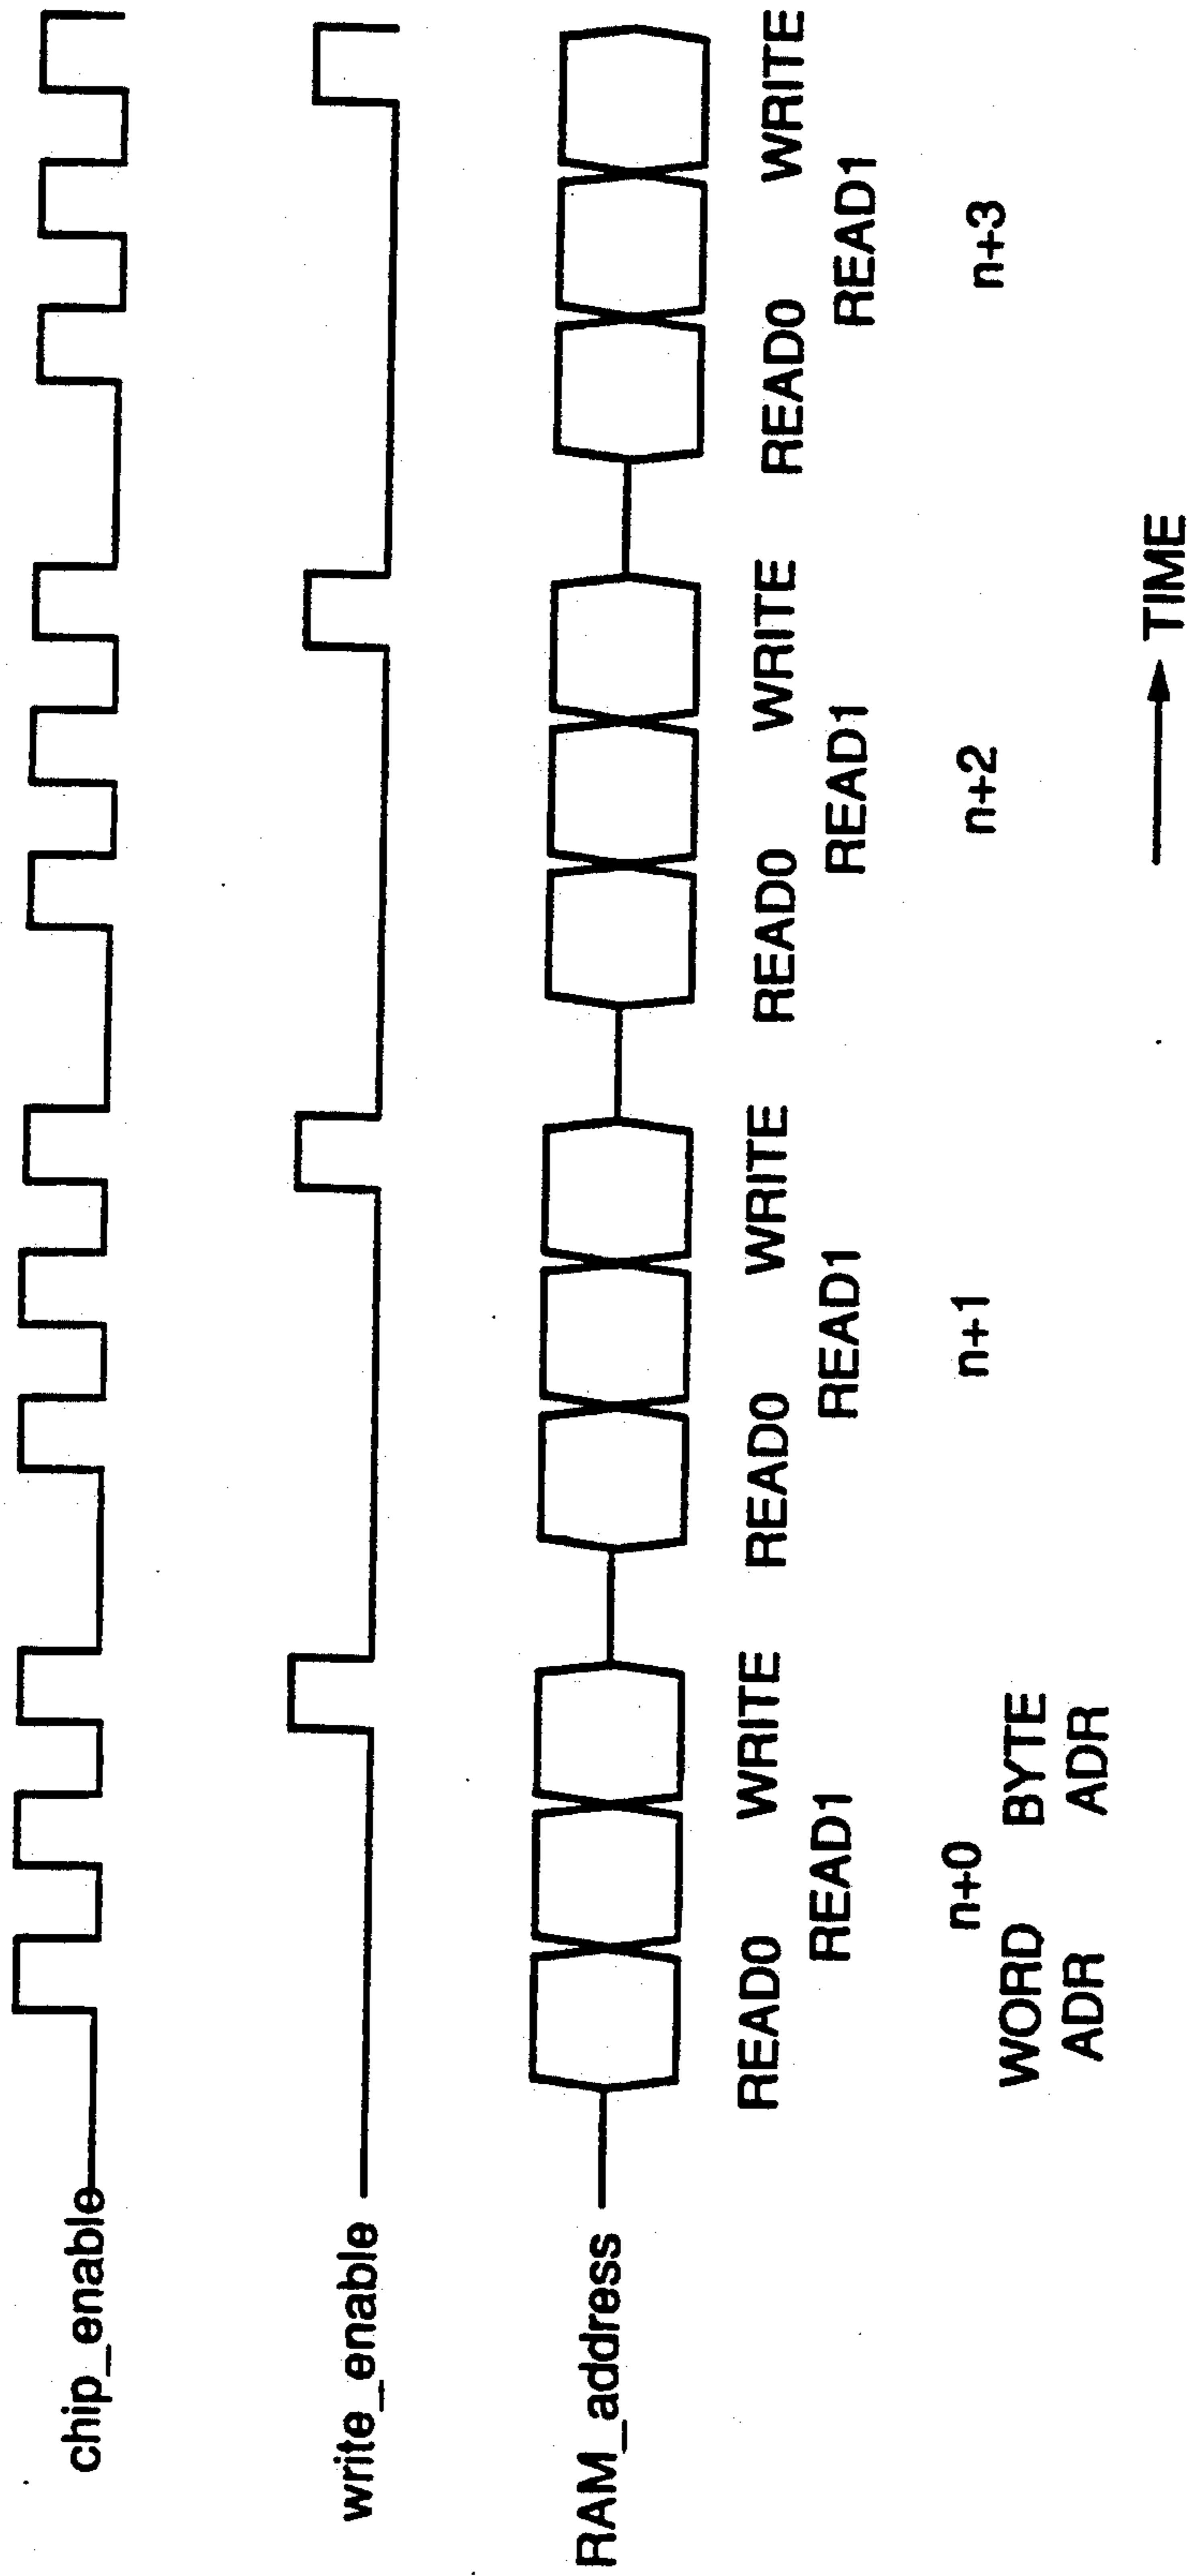 chip_enable
write_enable
RAM_address
READ0 WRITE READ0 WRITE READ0 WRITE READ0 WRITE
READ1 READ1 READ1 READ1
n+0 n+1 n+2 n+3
WORD BYTE
ADR ADR
TIME